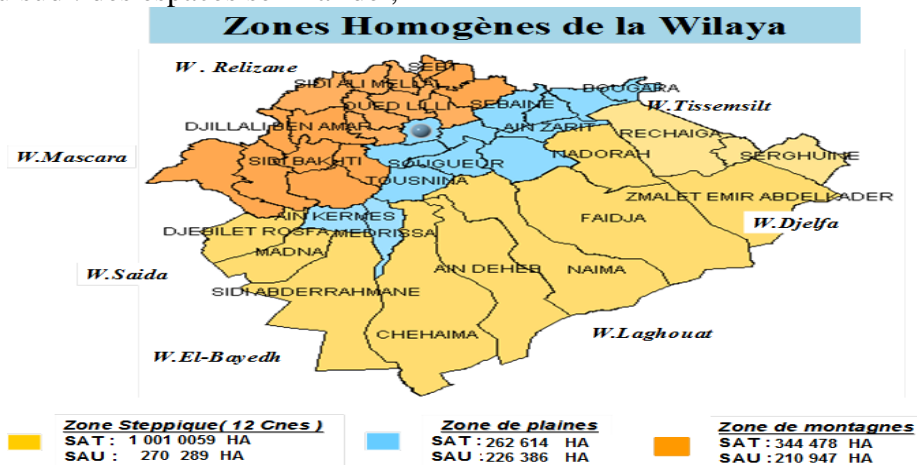 Zones Homogènes de la Wilaya
W . Relizane
SEBT
SIDI ALI MELLAL
BOUGARA
OUED LILLI
SEBAINE
W.Tissemsilt
DJILLALI BEN AMAR
AIN ZARIT
RECHAIGA
W.Mascara
SIDI BAKHTI
SOUGUEUR
NADORAH
SERGHUINE
TOUSNINA
ZMALET EMIR ABDELKADER
AIN KERMES
FAIDJA
W.Djelfa
DJEBILET ROSFA
MEDRISSA
MADNA
W.Saida
AIN DEHEB
NAIMA
SIDI ABDERRAHMANE
CHEHAIMA
W.Laghouat
W.El-Bayedh
Zone Steppique( 12 Cnes )
SAT : 1 001 0059 HA
SAU : 270 289 HA
Zone de plaines
SAT : 262 614 HA
SAU :226 386 HA
Zone de montagnes
SAT : 344 478 HA
SAU : 210 947 HA